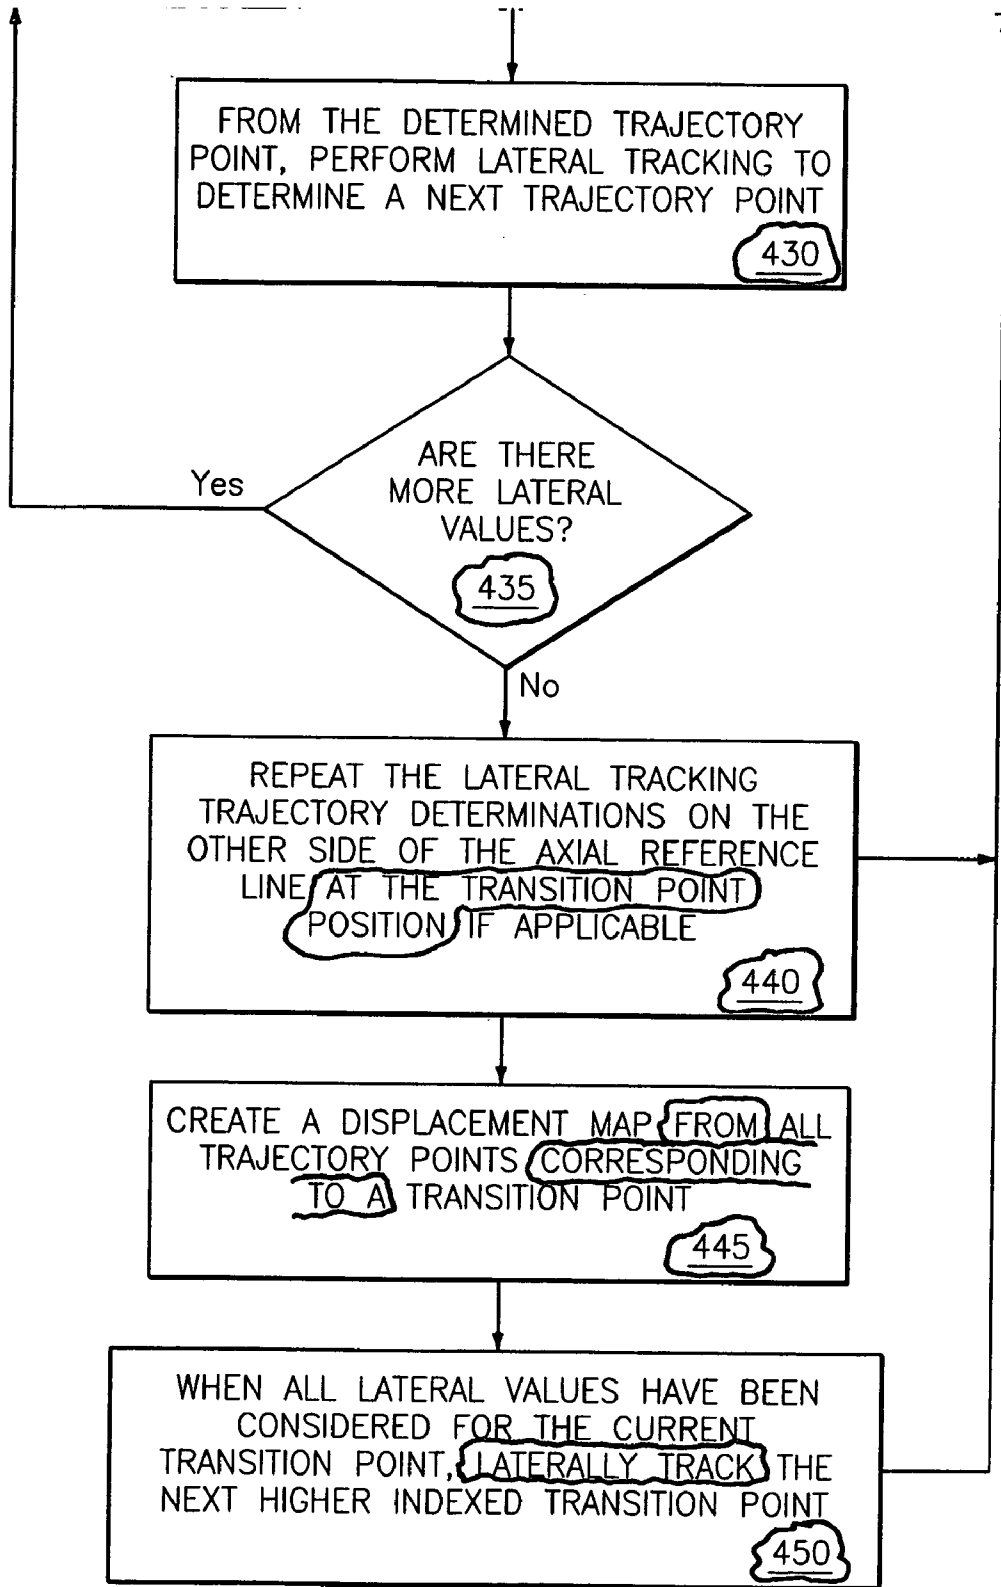 FROM THE DETERMINED TRAJECTORY
POINT, PERFORM LATERAL TRACKING TO
DETERMINE A NEXT TRAJECTORY POINT
430
ARE THERE
MORE LATERAL
VALUES?
435
Yes
No
REPEAT THE LATERAL TRACKING
TRAJECTORY DETERMINATIONS ON THE
OTHER SIDE OF THE AXIAL REFERENCE
LINE AT THE TRANSITION POINT
POSITION IF APPLICABLE
440
CREATE A DISPLACEMENT MAP FROM ALL
TRAJECTORY POINTS CORRESPONDING
TO A TRANSITION POINT
445
WHEN ALL LATERAL VALUES HAVE BEEN
CONSIDERED FOR THE CURRENT
TRANSITION POINT, LATERALLY TRACK THE
NEXT HIGHER INDEXED TRANSITION POINT
450